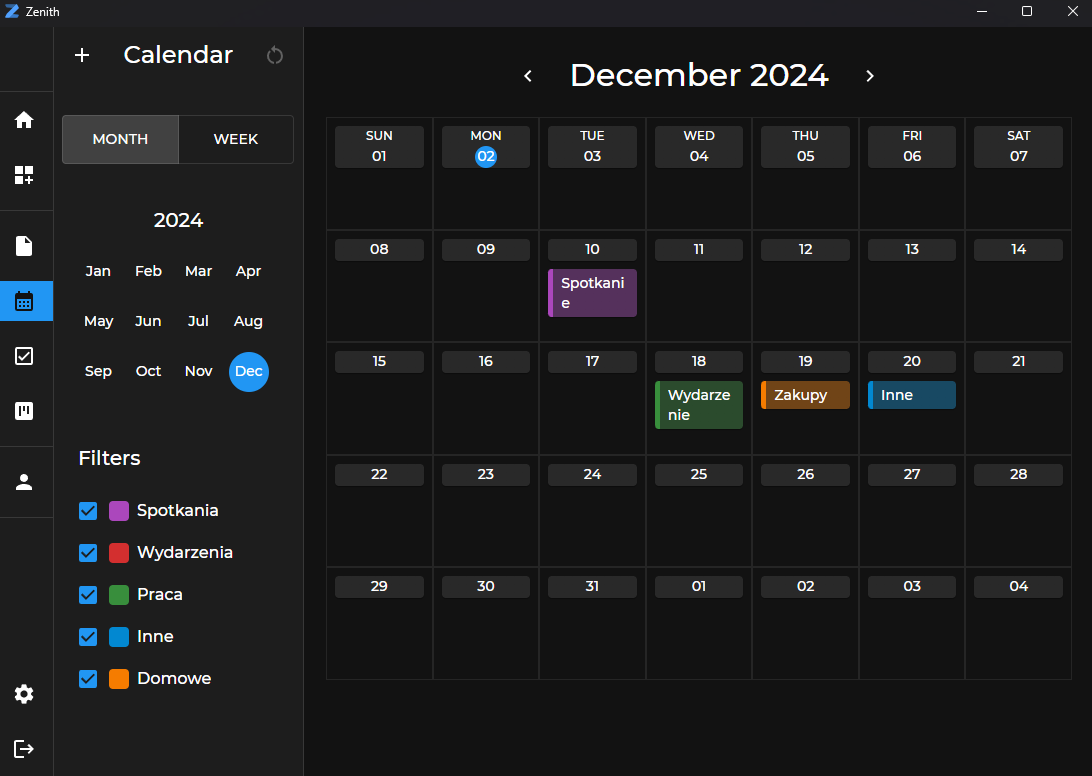 Zenith
Calendar
MONTH WEEK
2024
Jan Feb Mar Apr
May Jun Jul Aug
Sep Oct Nov Dec
Filters
Spotkania
Wydarzenia
Praca
Inne
Domowe
December 2024
SUN MON TUE WED THU FRI SAT
01 02 03 04 05 06 07
08 09 10 11 12 13 14
Spotkani
e
15 16 17 18 19 20 21
Wydarze Zakupy Inne
nie
22 23 24 25 26 27 28
29 30 31 01 02 03 04